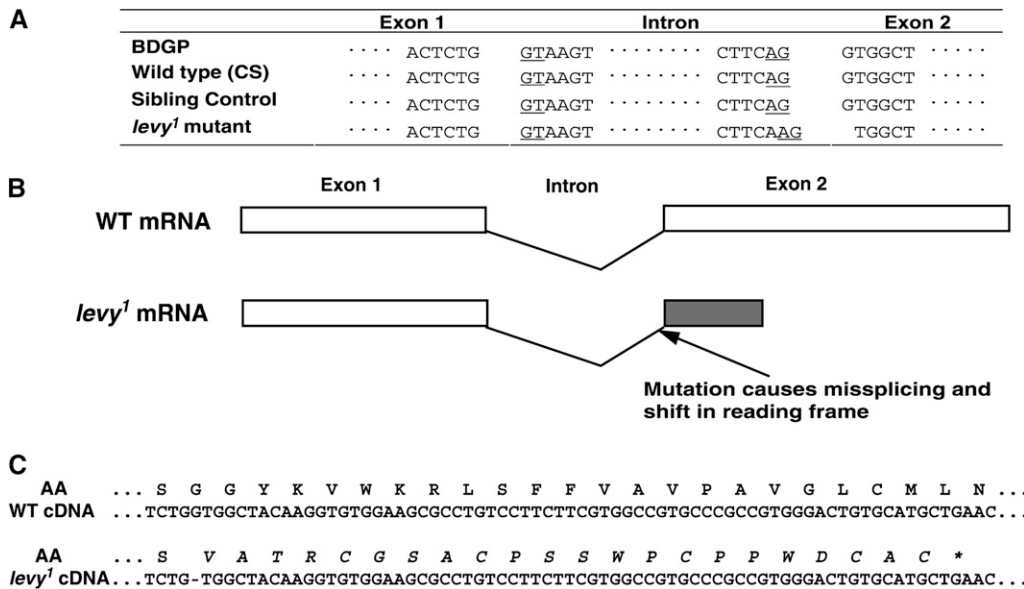 A
Exon 1 Intron Exon 2
BDGP ···· ACTCTG GTAAGT ········ CTTCAG GTGGCT ·····
Wild type (CS) ···· ACTCTG GTAAGT ········ CTTCAG GTGGCT ·····
Sibling Control ···· ACTCTG GTAAGT ········ CTTCAG GTGGCT ·····
levy1 mutant ···· ACTCTG GTAAGT ········ CTTCAAG TGGCT ·····
B
Exon 1 Intron Exon 2
WT mRNA
levy1 mRNA
Mutation causes missplicing and
shift in reading frame
C
AA ... S G G Y K V W K R L S F F V A V P A V G L C M L N ...
WT cDNA ...TCTGGTGGCTACAAGGTGTGGAAGCGCCTGTCCTTCTTCGTGGCCGTGCCCGCCGTGGGACTGTGCATGCTGAAC...
AA ... S V A T R C G S A C P S S W P C P P W D C A C *
levy1 cDNA...TCTG-TGGCTACAAGGTGTGGAAGCGCCTGTCCTTCTTCGTGGCCGTGCCCGCCGTGGGACTGTGCATGCTGAAC...